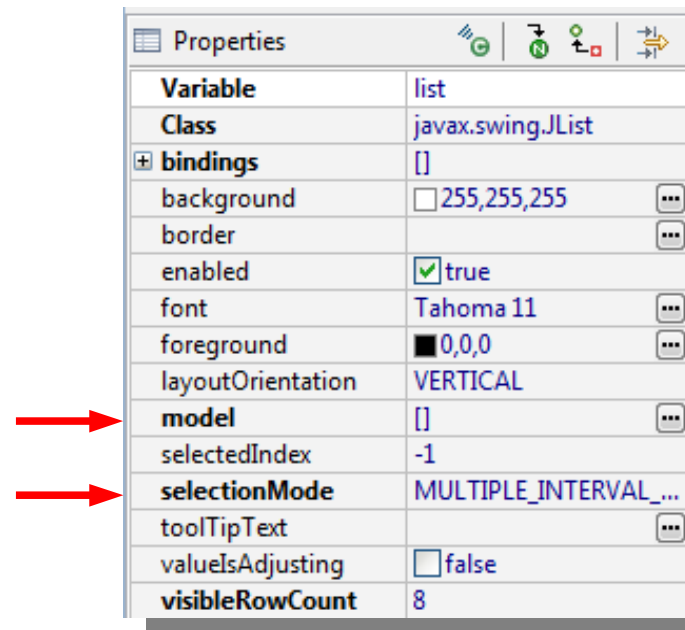 Properties
Variable list
Class javax.swing.JList
bindings []
background 255,255,255
border
enabled true
font Tahoma 11
foreground 0,0,0
layoutOrientation VERTICAL
model []
selectedIndex -1
selectionMode MULTIPLE_INTERVAL_...
toolTipText
valueIsAdjusting false
visibleRowCount 8